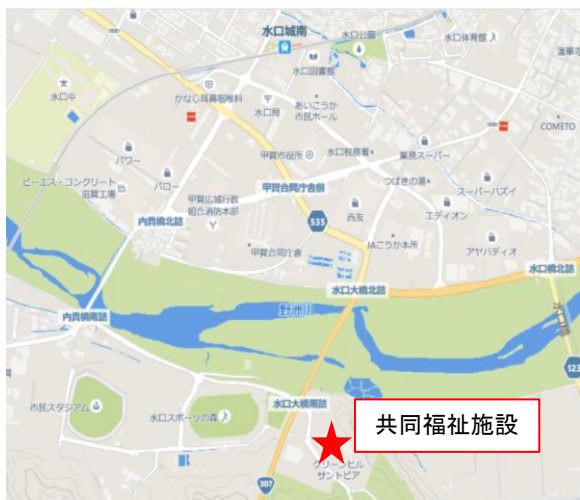 水口城南
水口公園
水口体育館
水口図書館
水口中
かなじ耳鼻咽喉科
水口局
あいこうか
市民ホール
COMETO
甲賀市役所
水口税務署
業務スーパー
パワー
バロー
ピーエス・コンクリート
滋賀工場
甲賀広域行政
組合消防本部
甲賀合同庁舎前
つばきの湯
スーパーハズイ
内貴橋北詰
535
西友
エディオン
甲賀合同庁舎
JAこうか本所
アヤハディオ
水口橋北詰
水口大橋北詰
野洲川
内貴橋南詰
水口橋
123
市民スタジアム
水口スポーツの森
水口大橋南詰
共同福祉施設
グリーンヒル
サントピア
307